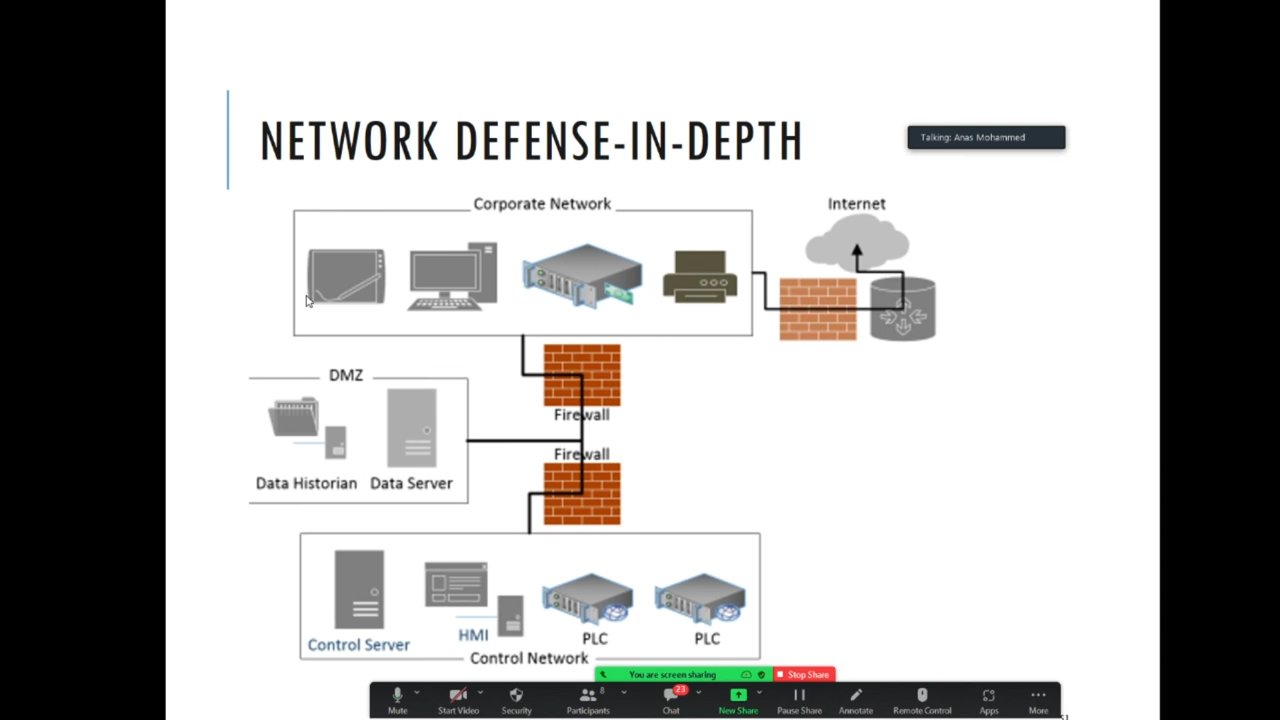 NETWORK DEFENSE-IN-DEPTH
Talking: Anas Mohammed
Corporate Network
Internet
DMZ
Firewall
Firewall
Data Historian
Data Server
Control Server
HMI
PLC
PLC
Control Network
You are screen sharing
Stop Share
Mute
Start Video
Security
Participants
8
Chat
23
New Share
Pause Share
Annotate
Remote Control
Apps
More